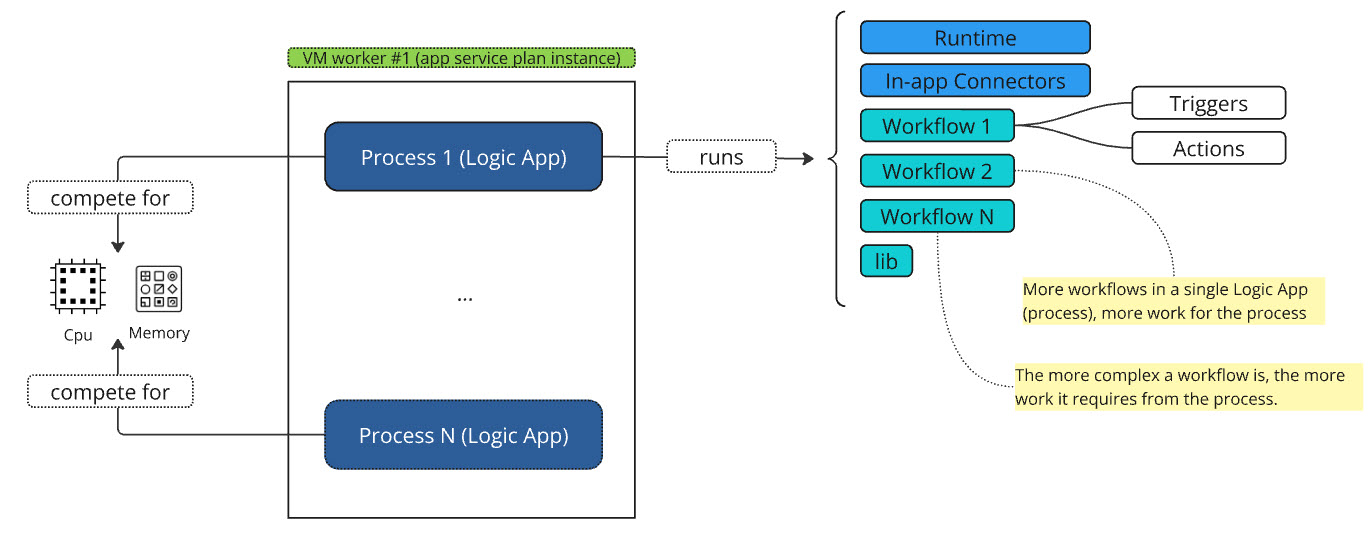 VM worker #1 (app service plan instance)
Process 1 (Logic App)
...
Process N (Logic App)
compete for
Cpu
Memory
compete for
runs
Runtime
In-app Connectors
Workflow 1
Workflow 2
Workflow N
lib
Triggers
Actions
More workflows in a single Logic App
(process), more work for the process
The more complex a workflow is, the more
work it requires from the process.